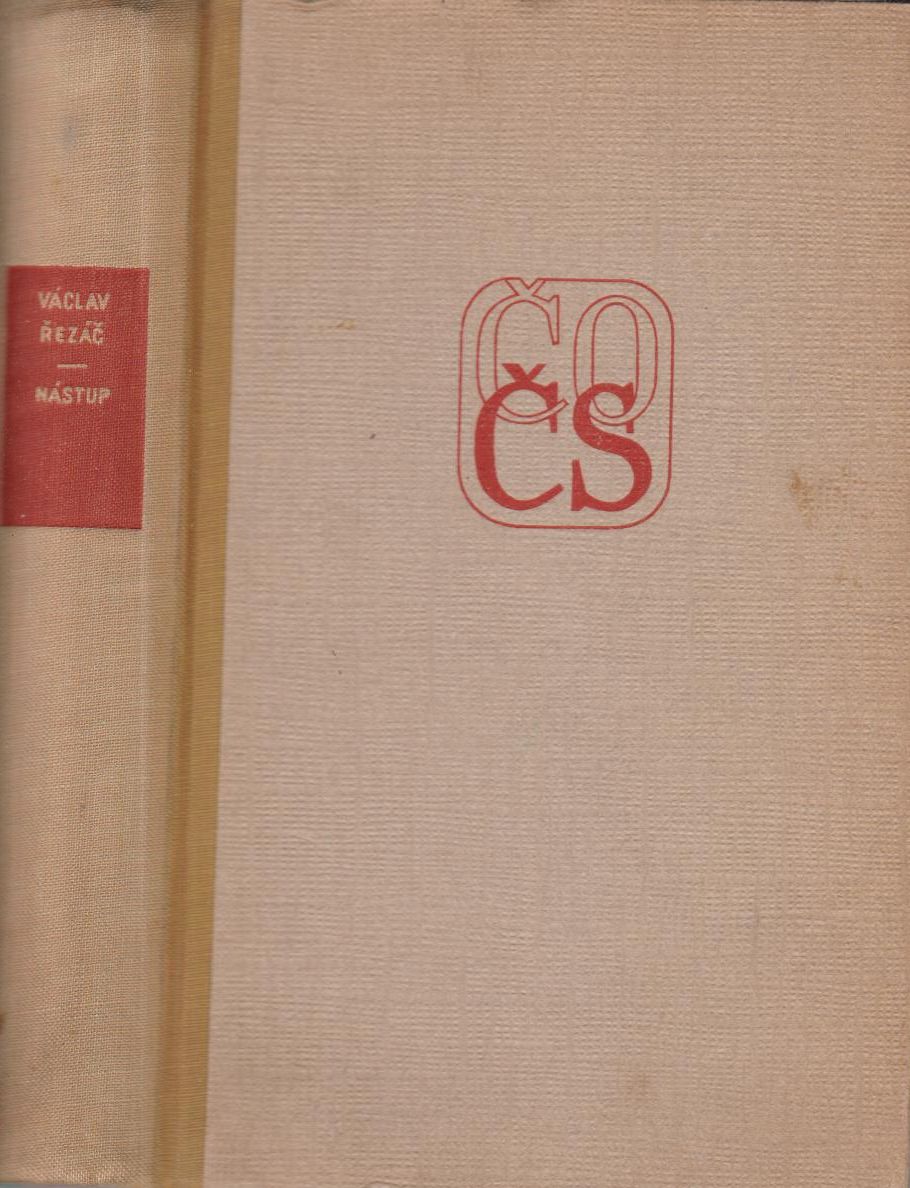 VÁCLAV
ŘEZÁČ
NÁSTUP
ČO
ČS